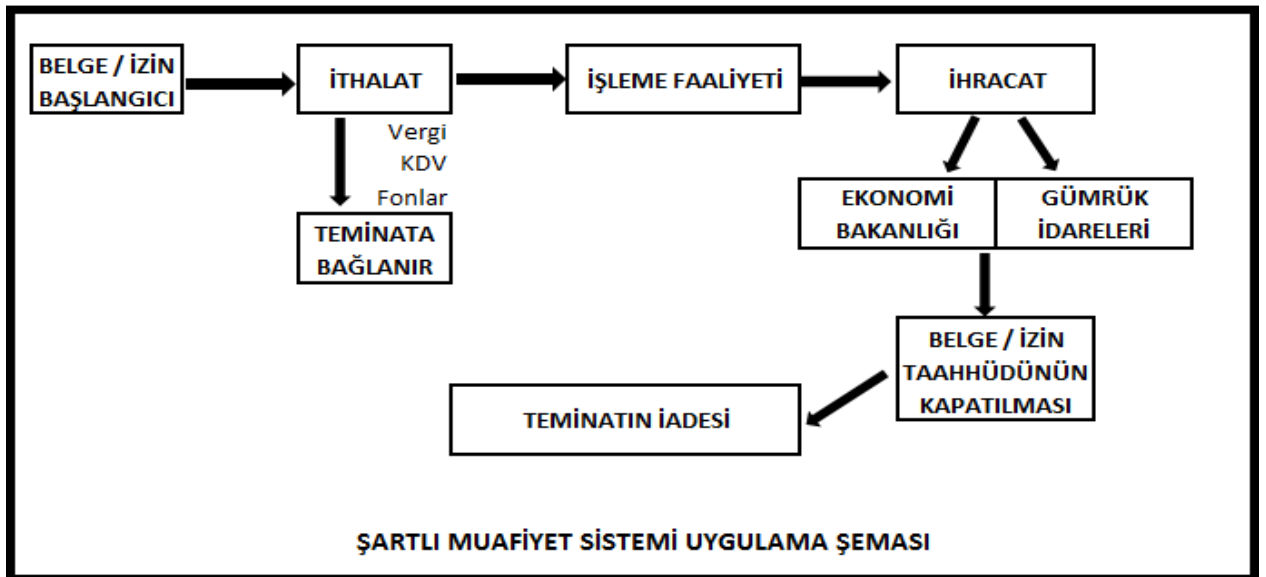 BELGE / İZİN
BAŞLANGICI
İTHALAT
İŞLEME FAALİYETİ
İHRACAT
Vergi
KDV
Fonlar
TEMİNATA
BAĞLANIR
EKONOMİ
BAKANLIĞI
GÜMRÜK
İDARELERİ
BELGE / İZİN
TAAHHÜDÜNÜN
KAPATILMASI
TEMİNATIN İADESİ
ŞARTLI MUAFİYET SİSTEMİ UYGULAMA ŞEMASI